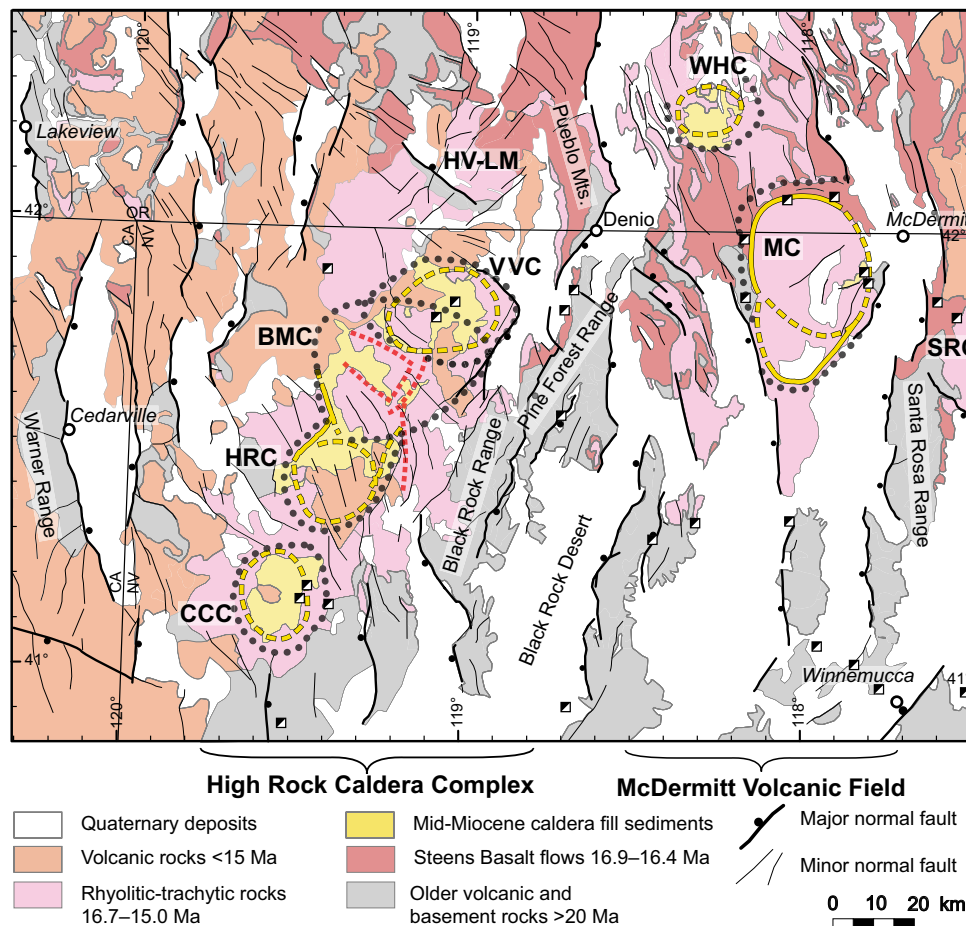 120°
119°
118°
WHC
Lakeview
HV-LM
Pueblo Mts.
42°
OR
CA
NV
Denio
McDermitt
42°
MC
VVC
BMC
SRC
Cedarville
Warner Range
HRC
Black Rock Range
Pine Forest Range
Santa Rosa Range
Black Rock Desert
CA
NV
CCC
41°
Winnemucca
41°
120°
119°
118°
High Rock Caldera Complex
McDermitt Volcanic Field
Quaternary deposits
Mid-Miocene caldera fill sediments
Major normal fault
Volcanic rocks <15 Ma
Steens Basalt flows 16.9–16.4 Ma
Minor normal fault
Rhyolitic-trachytic rocks
16.7–15.0 Ma
Older volcanic and
basement rocks >20 Ma
0 10 20 km